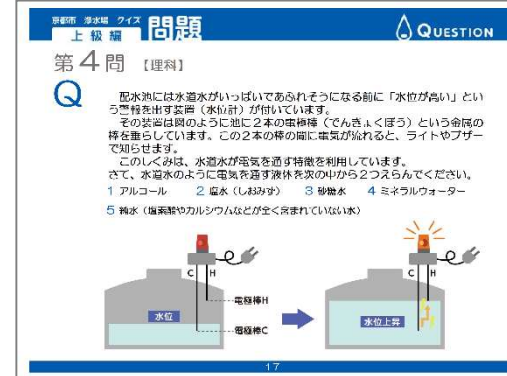 京都市 浄水場 クイズ
上級編
問題
QUESTION
第4問 【理科】
Q
配水池には水道水がいっぱいであふれそうになる前に「水位が高い」とい
う警報を出す装置(水位計)が付いています。
その装置は図のように池に2本の電極棒(でんきょくぼう)という金属の
棒を垂らしています。この2本の棒の間に電気が流れると、ライトやブザー
で知らせます。
このしくみは、水道水が電気を通す特徴を利用しています。
さて、水道水のように電気を通す液体を次の中から2つえらんでください。
1 アルコール 2 塩水(しおみず) 3 砂糖水 4 ミネラルウォーター
5 純水(塩素酸やカルシウムなどが全く含まれていない水)
C H
C H
電極棒H
水位
水位上昇
電極棒C
17